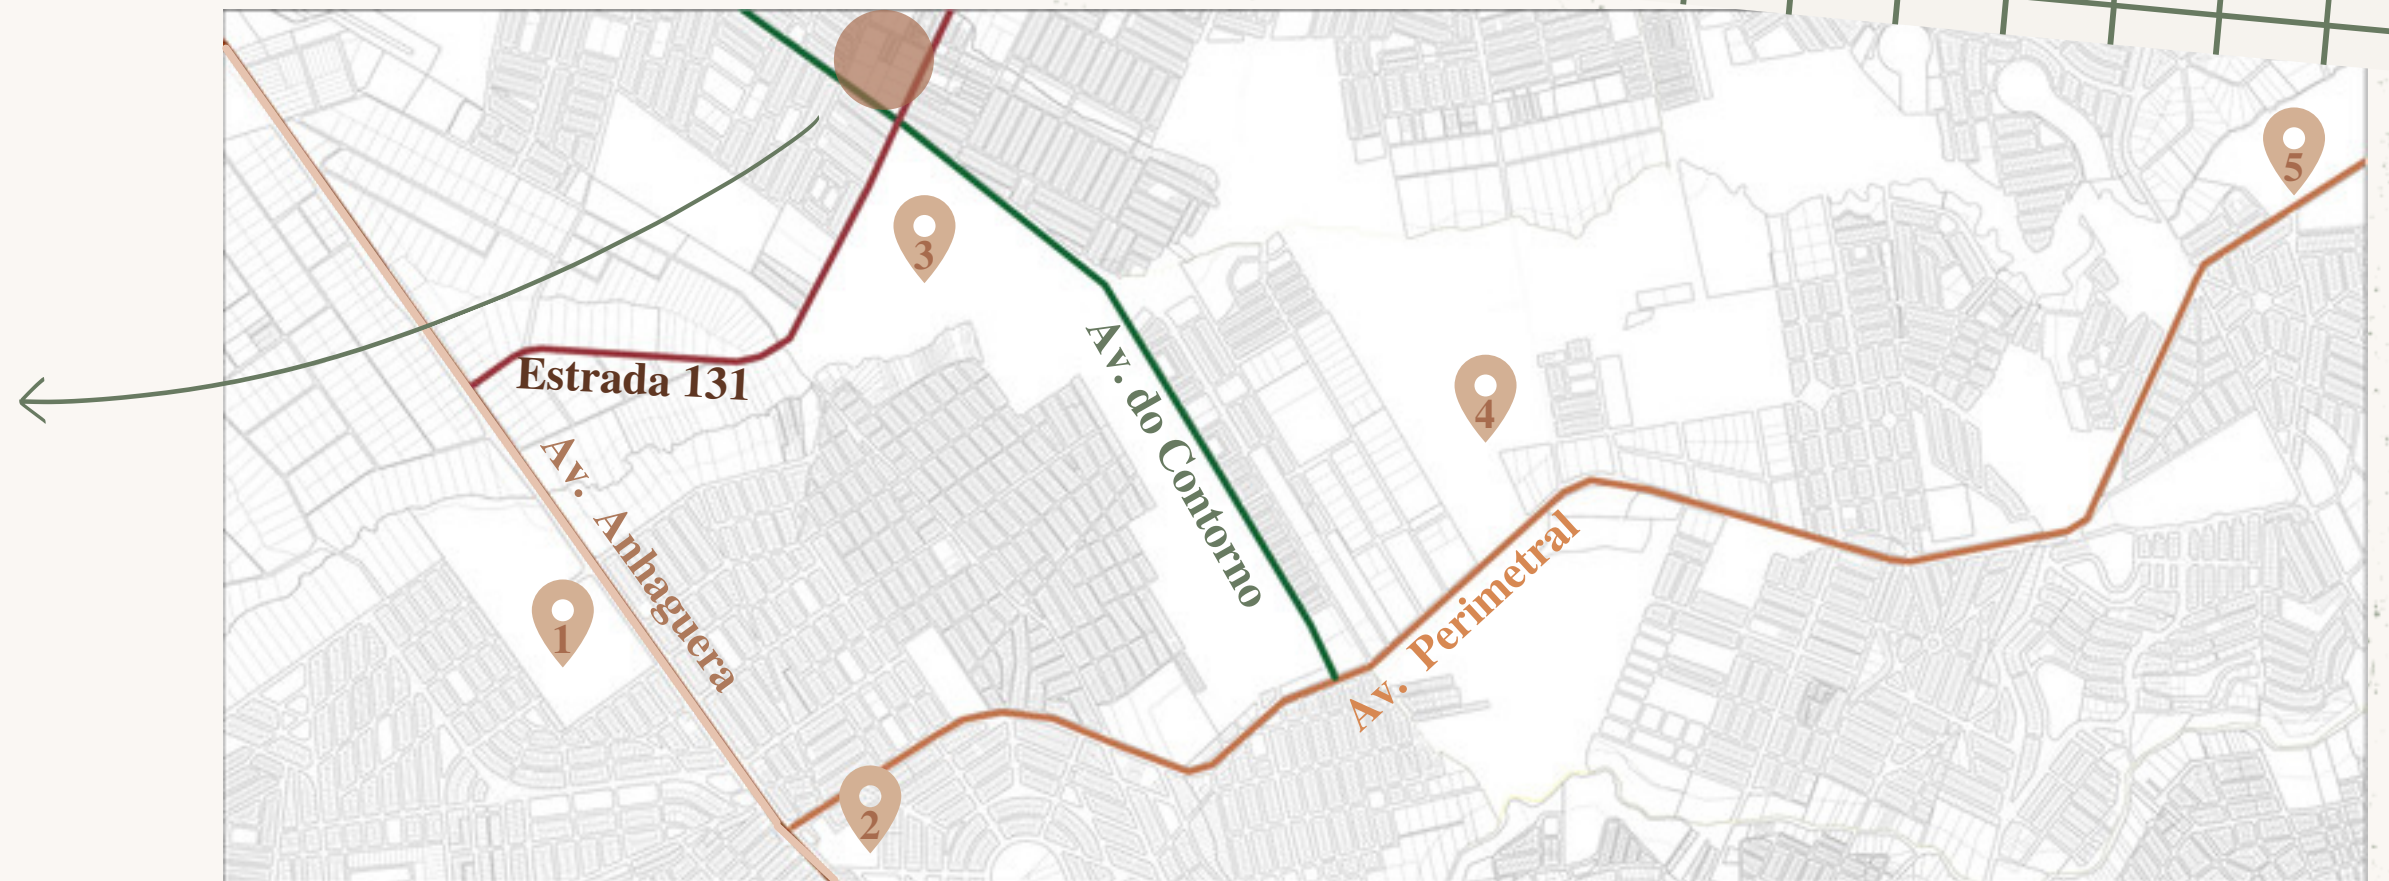 5
3
Estrada 131
Av. do Contorno
4
Av. Anhaguera
Av. Perimetral
1
2